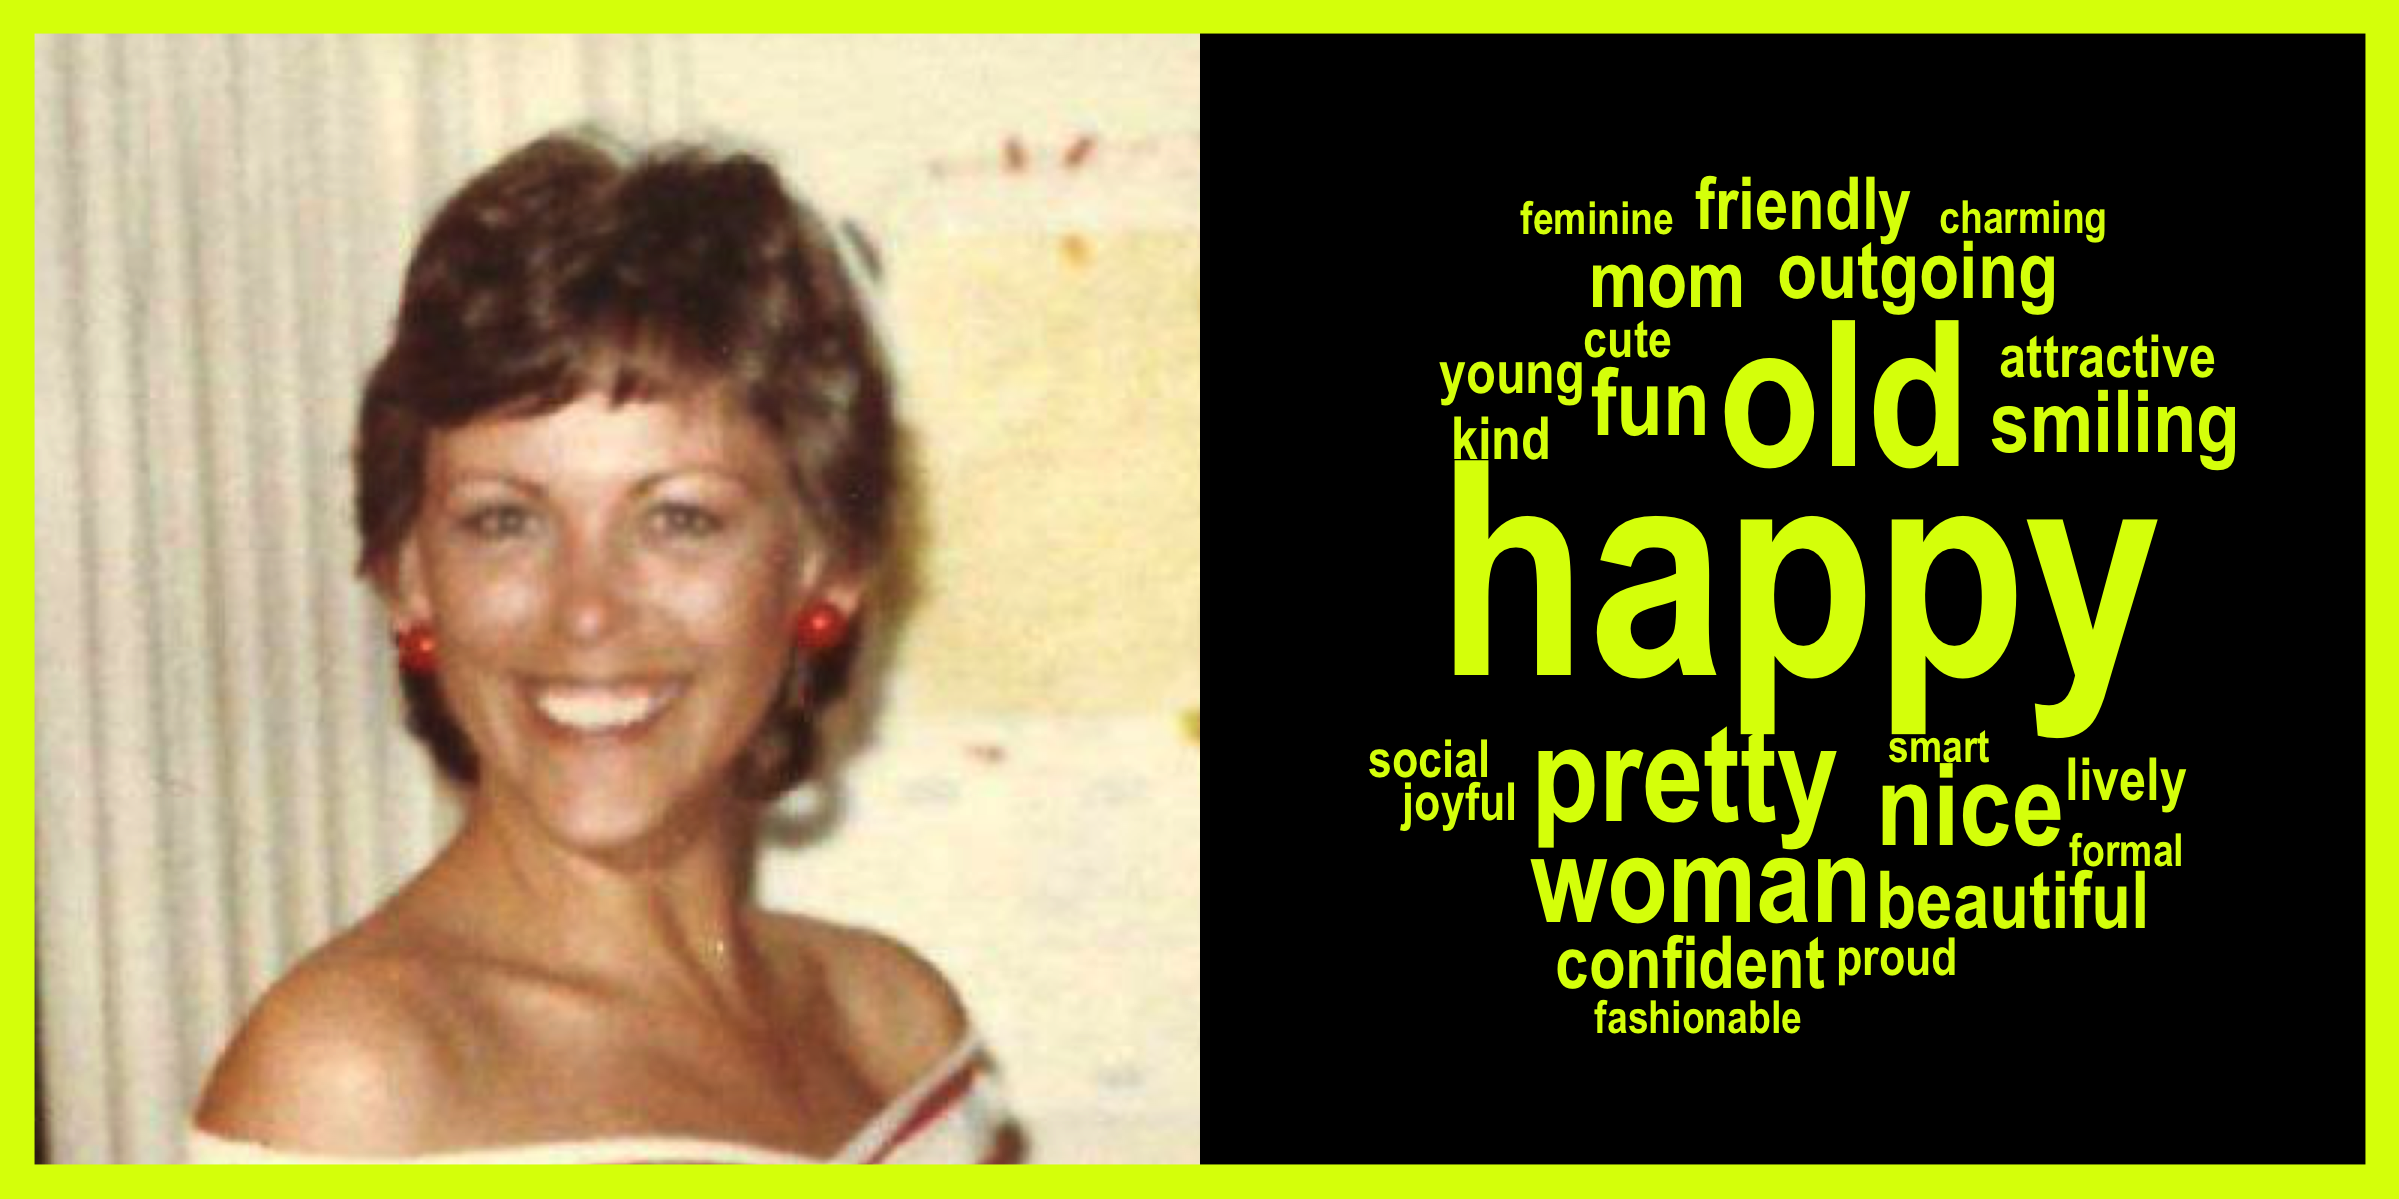 feminine friendly charming
mom outgoing
cute
young fun old attractive
kind smiling
happy
social pretty smart
joyful nice lively
formal
woman beautiful
confident proud
fashionable